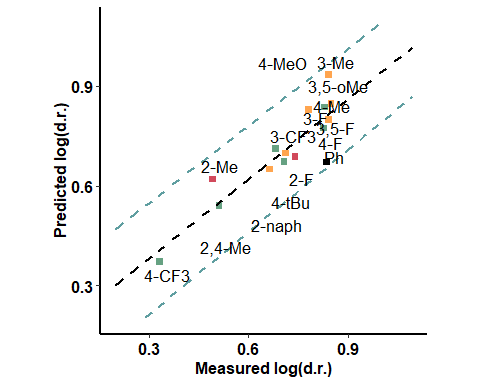 4-MeO
3-Me
3,5-oMe
4-Me
3-F
3,5-F
3-CF3
4-F
Ph
2-Me
2-F
4-tBu
2-naph
2,4-Me
4-CF3
0.9
0.6
0.3
Predicted log(d.r.)
0.3
0.6
0.9
Measured log(d.r.)